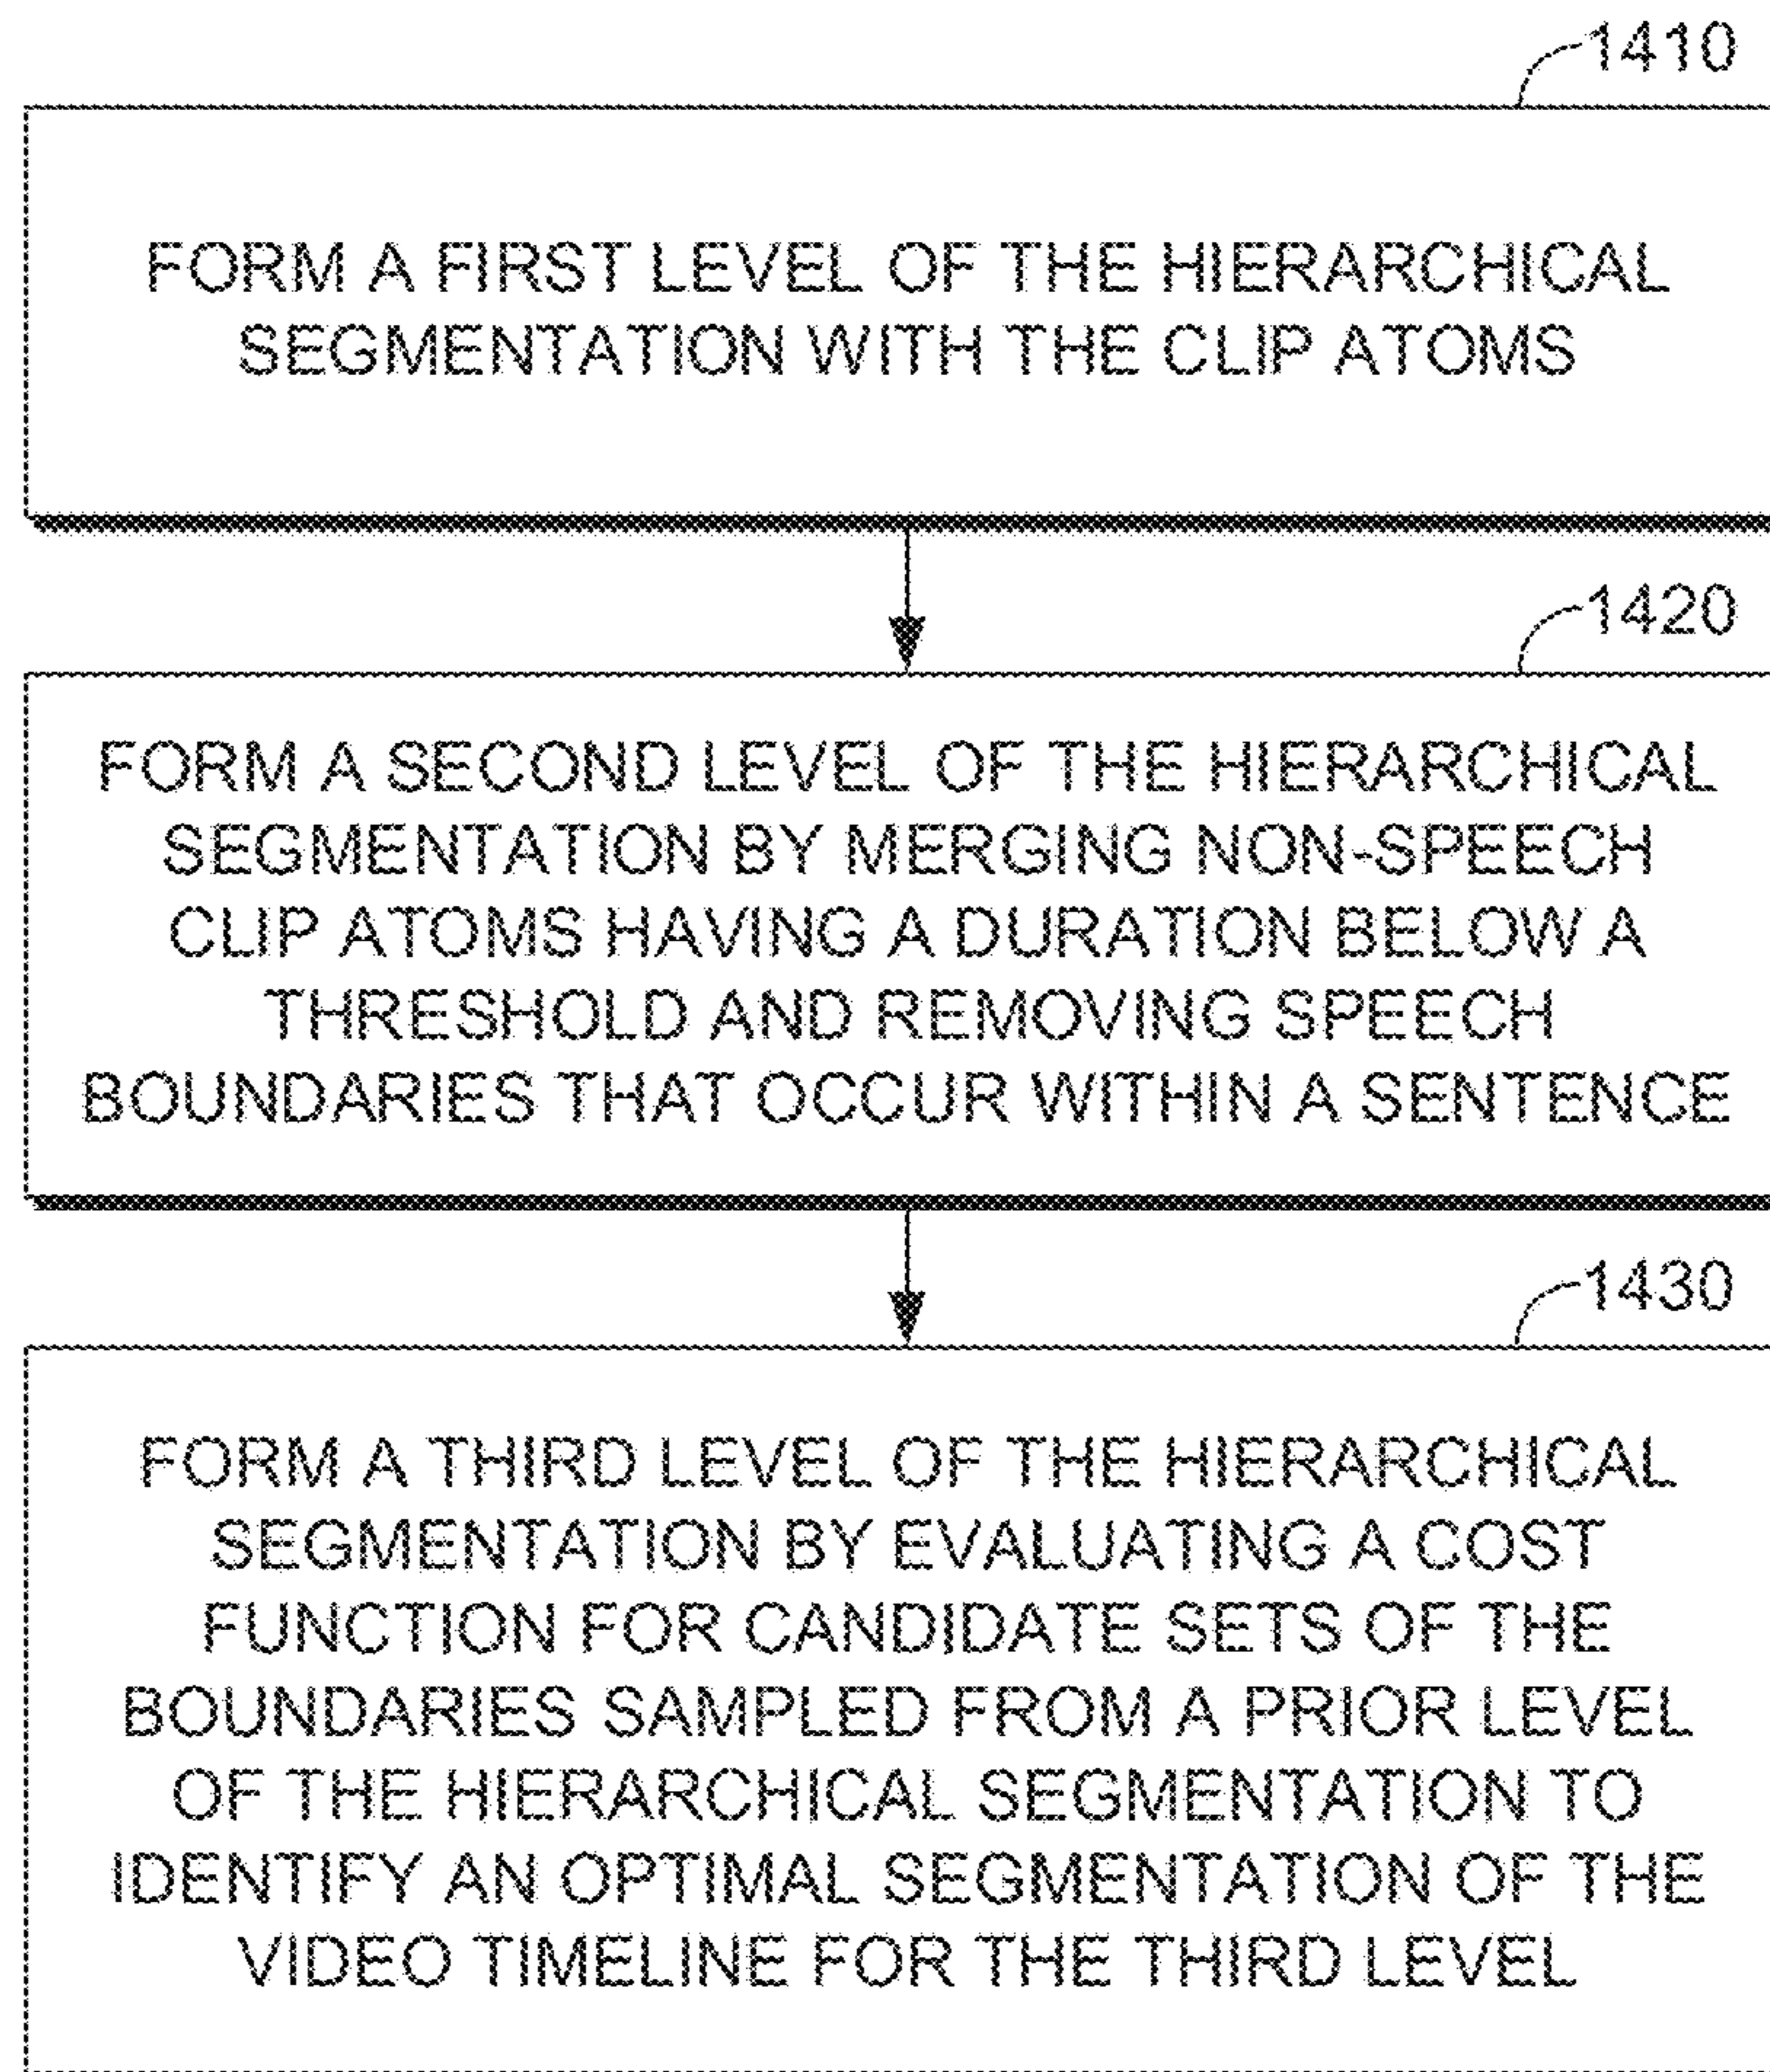 1410
FORM A FIRST LEVEL OF THE HIERARCHICAL
SEGMENTATION WITH THE CLIP ATOMS
1420
FORM A SECOND LEVEL OF THE HIERARCHICAL
SEGMENTATION BY MERGING NON-SPEECH
CLIP ATOMS HAVING A DURATION BELOW A
THRESHOLD AND REMOVING SPEECH
BOUNDARIES THAT OCCUR WITHIN A SENTENCE
1430
FORM A THIRD LEVEL OF THE HIERARCHICAL
SEGMENTATION BY EVALUATING A COST
FUNCTION FOR CANDIDATE SETS OF THE
BOUNDARIES SAMPLED FROM A PRIOR LEVEL
OF THE HIERARCHICAL SEGMENTATION TO
IDENTIFY AN OPTIMAL SEGMENTATION OF THE
VIDEO TIMELINE FOR THE THIRD LEVEL